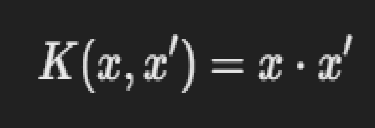 K(x, x′) = x · x′